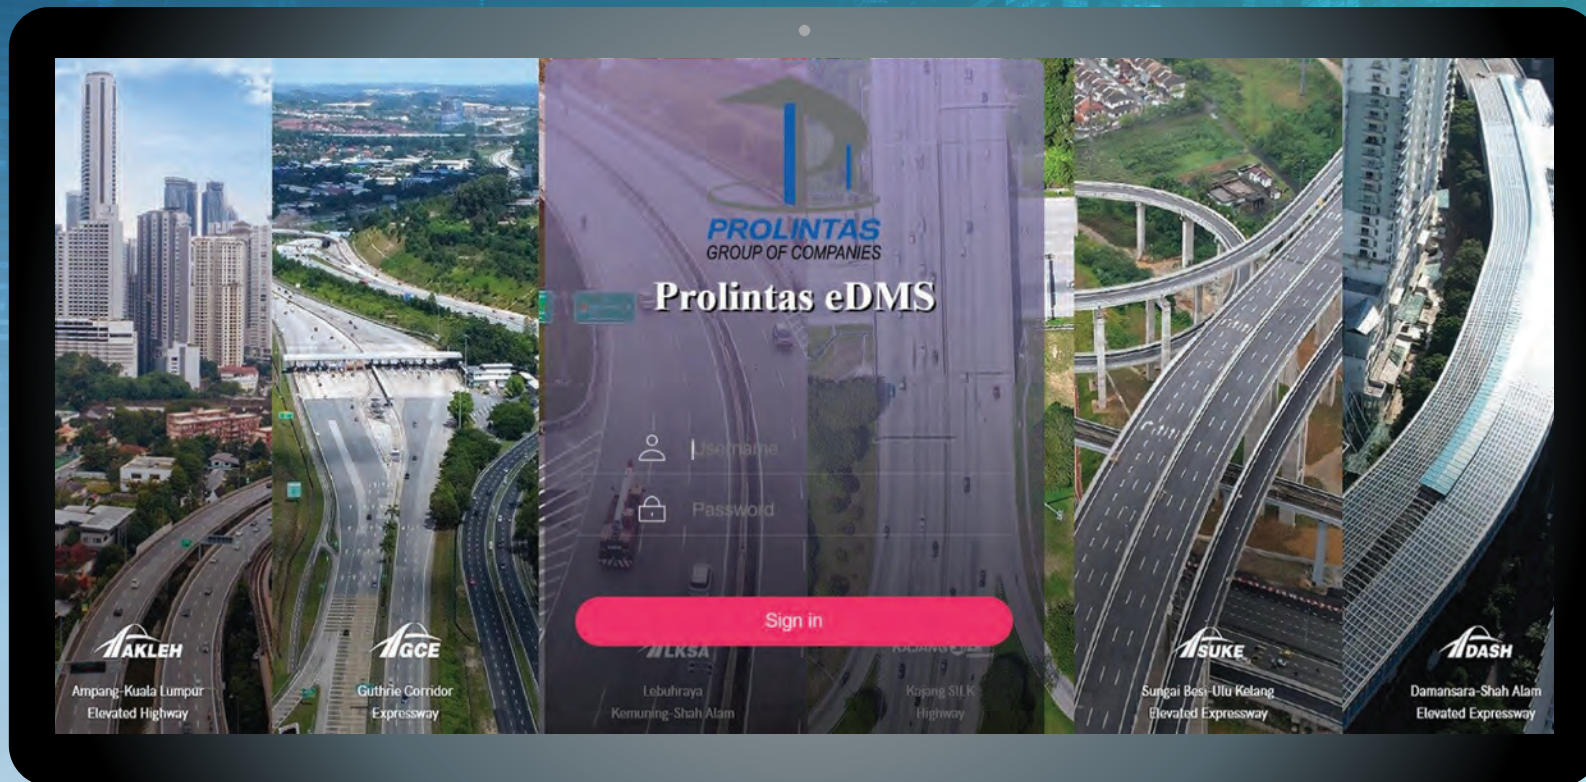 PROLINTAS
GROUP OF COMPANIES
Prolintas eDMS
Username
Password
Sign in
AKLEH
Ampang-Kuala Lumpur
Elevated Highway
GCE
Guthrie Corridor
Expressway
LKSA
Lebuhraya
Kemuning-Shah Alam
KAJANG SILK
Kajang SILK
Highway
SUKE
Sungai Besi-Ulu Kelang
Elevated Expressway
DASH
Damansara-Shah Alam
Elevated Expressway